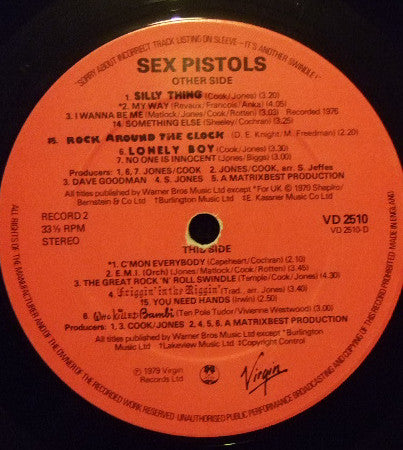 SORRY ABOUT INCORRECT TRACK LISTING ON SLEEVE - IT'S ANOTHER SWINDLE!
SEX PISTOLS
OTHER SIDE
1. SILLY THING (Cook/Jones) (3.20)
*2. MY WAY (Revaux/Francois/Anka) (4.05)
3. I WANNA BE ME (Matlock/Jones/Cook/Rotten) (3.03) Recorded 1976
14. SOMETHING ELSE (Sheeley/Cochran) (3.25)
5. ROCK AROUND THE CLOCK (D. E. Knight/M. Freedman) (2.20)
6. LONELY BOY (Cook/Jones) (3.30)
7. NO ONE IS INNOCENT (Jones/Biggs) (3.00)
Producers: 1, 6, 7. JONES/COOK. 2. JONES/COOK, arr. S. Jeffes
3. DAVE GOODMAN 4. S. JONES 5. A MATRIXBEST PRODUCTION
All titles published by Warner Bros Music Ltd except *For UK © 1979 Shapiro/
Bernstein & Co Ltd †Burlington Music Ltd ‡E. Kassner Music Co Ltd
RECORD 2
33⅓ RPM
STEREO
VD 2510
VD 2510-D
THIS SIDE
*1. C'MON EVERYBODY (Capeheart/Cochran) (2.10)
2. E.M.I. (Orch) (Jones/Matlock/Cook/Rotten) (3.45)
3. THE GREAT ROCK 'N' ROLL SWINDLE (Temple/Cook/Jones) (4.30)
4. Friggin' in the Riggin' (Trad. arr. Jones) (3.40)
15. YOU NEED HANDS (Irwin) (2.50)
6. Who Killed Bambi (Ten Pole Tudor/Vivienne Westwood) (3.00)
Producers: 1, 3. COOK/JONES 2, 4, 5, 6. A MATRIXBEST PRODUCTION
All titles published by Warner Bros Music Ltd except *Burlington
Music Ltd †Lakeview Music Ltd ‡Copyright Control
℗ 1979 Virgin
Records Ltd
Virgin
ALL RIGHTS OF THE MANUFACTURER AND OF THE OWNER OF THE RECORDED WORK RESERVED. UNAUTHORISED PUBLIC PERFORMANCE BROADCASTING AND COPYING OF THIS RECORD PROHIBITED